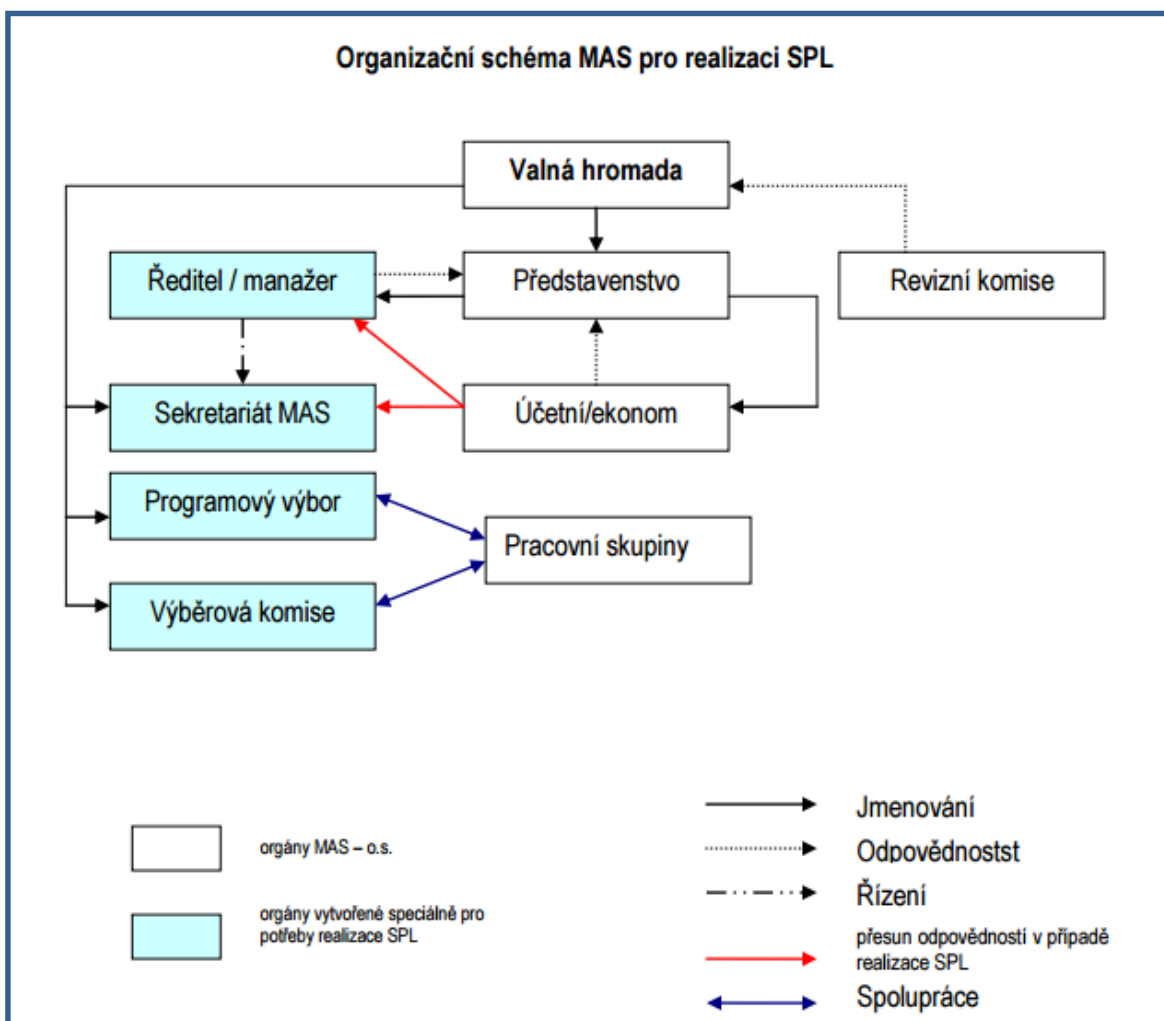 Organizační schéma MAS pro realizaci SPL
Valná hromada
Ředitel / manažer
Představenstvo
Revizní komise
Sekretariát MAS
Účetní/ekonom
Programový výbor
Pracovní skupiny
Výběrová komise
orgány MAS – o.s.
orgány vytvořené speciálně pro
potřeby realizace SPL
Jmenování
Odpovědnostst
Řízení
přesun odpovědností v případě
realizace SPL
Spolupráce